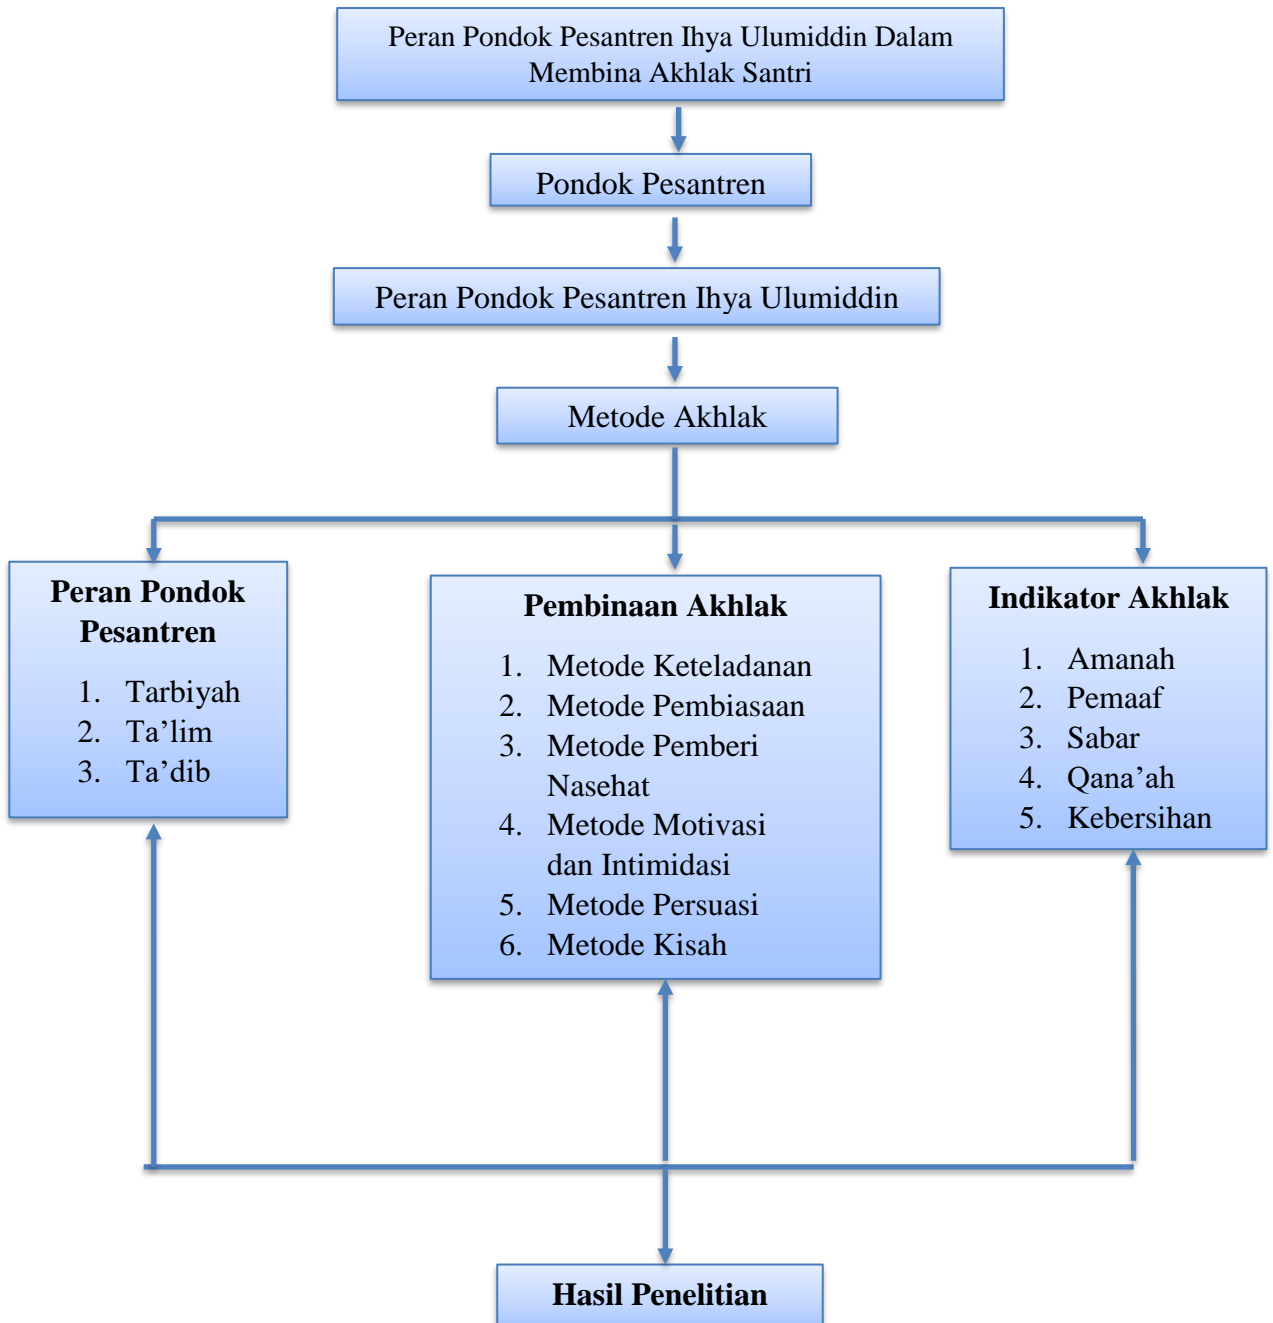 Peran Pondok Pesantren Ihya Ulumiddin Dalam
Membina Akhlak Santri
Pondok Pesantren
Peran Pondok Pesantren Ihya Ulumiddin
Metode Akhlak
Peran Pondok
Pesantren
1. Tarbiyah
2. Ta’lim
3. Ta’dib
Pembinaan Akhlak
1. Metode Keteladanan
2. Metode Pembiasaan
3. Metode Pemberi
Nasehat
4. Metode Motivasi
dan Intimidasi
5. Metode Persuasi
6. Metode Kisah
Indikator Akhlak
1. Amanah
2. Pemaaf
3. Sabar
4. Qana’ah
5. Kebersihan
Hasil Penelitian